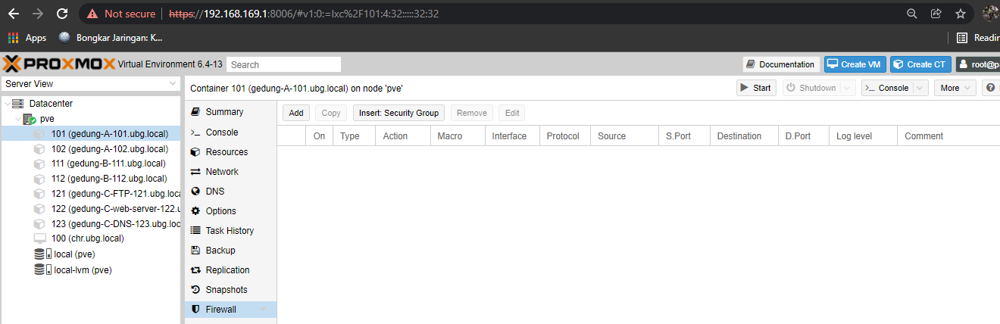 Not secure | https://192.168.169.1:8006/#v1:0:=lxc%2F101:4:32:::::32:32
Apps Bongkar Jaringan: K...
PROXMOX Virtual Environment 6.4-13 Search Documentation Create VM Create CT
Server View
Container 101 (gedung-A-101.ubg.local) on node 'pve' Start Shutdown Console More
Datacenter
pve
101 (gedung-A-101.ubg.local)
102 (gedung-A-102.ubg.local)
111 (gedung-B-111.ubg.local)
112 (gedung-B-112.ubg.local)
121 (gedung-C-FTP-121.ubg.loca
122 (gedung-C-web-server-122.u
123 (gedung-C-DNS-123.ubg.loc
100 (chr.ubg.local)
local (pve)
local-lvm (pve)
Summary
Console
Resources
Network
DNS
Options
Task History
Backup
Replication
Snapshots
Firewall
Add Copy Insert: Security Group Remove Edit
On Type Action Macro Interface Protocol Source S.Port Destination D.Port Log level Comment